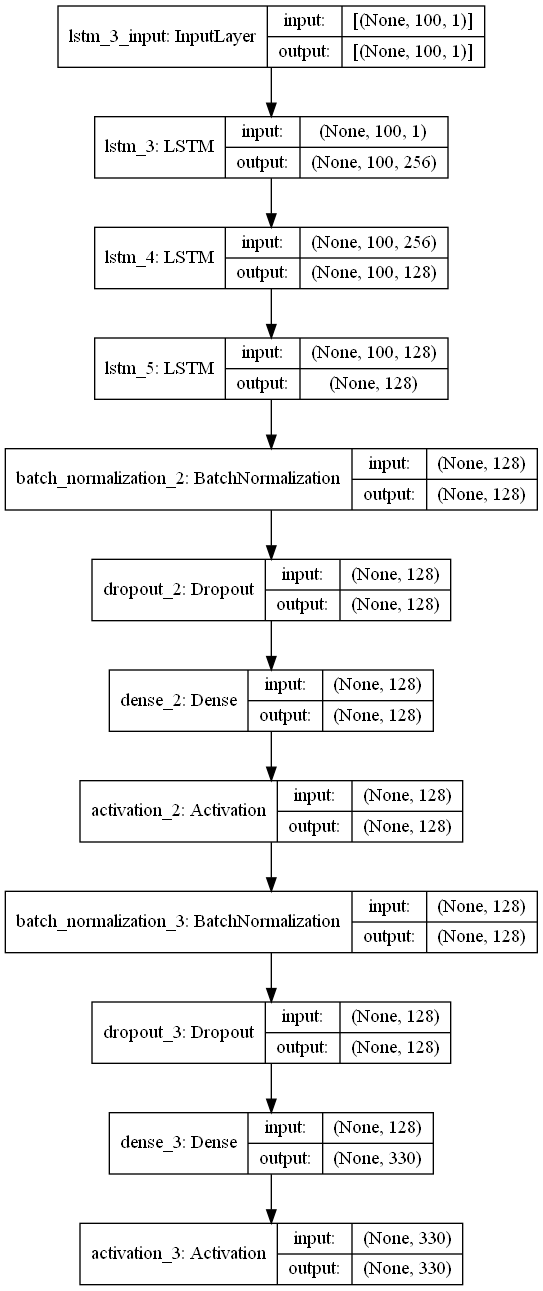 lstm_3_input: InputLayer
input: [(None, 100, 1)]
output: [(None, 100, 1)]
lstm_3: LSTM
input: (None, 100, 1)
output: (None, 100, 256)
lstm_4: LSTM
input: (None, 100, 256)
output: (None, 100, 128)
lstm_5: LSTM
input: (None, 100, 128)
output: (None, 128)
batch_normalization_2: BatchNormalization
input: (None, 128)
output: (None, 128)
dropout_2: Dropout
input: (None, 128)
output: (None, 128)
dense_2: Dense
input: (None, 128)
output: (None, 128)
activation_2: Activation
input: (None, 128)
output: (None, 128)
batch_normalization_3: BatchNormalization
input: (None, 128)
output: (None, 128)
dropout_3: Dropout
input: (None, 128)
output: (None, 128)
dense_3: Dense
input: (None, 128)
output: (None, 330)
activation_3: Activation
input: (None, 330)
output: (None, 330)